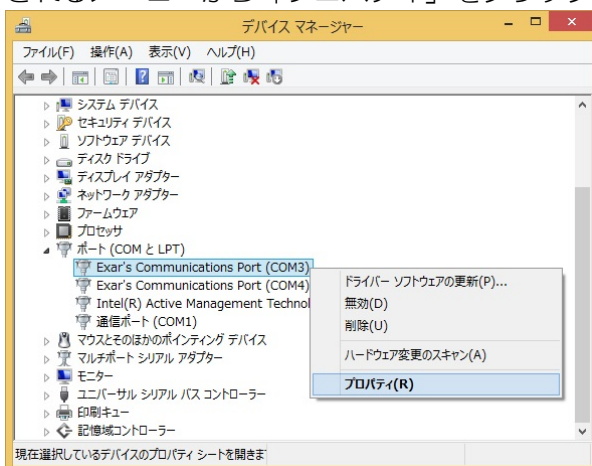 デバイス マネージャー
ファイル(F) 操作(A) 表示(V) ヘルプ(H)
システム デバイス
セキュリティ デバイス
ソフトウェア デバイス
ディスク ドライブ
ディスプレイ アダプター
ネットワーク アダプター
ファームウェア
プロセッサ
ポート (COM と LPT)
Exar's Communications Port (COM3)
Exar's Communications Port (COM4)
Intel(R) Active Management Technol
通信ポート (COM1)
マウスとそのほかのポインティング デバイス
マルチポート シリアル アダプター
モニター
ユニバーサル シリアル バス コントローラー
印刷キュー
記憶域コントローラー
ドライバー ソフトウェアの更新(P)...
無効(D)
削除(U)
ハードウェア変更のスキャン(A)
プロパティ(R)
現在選択しているデバイスのプロパティ シートを開きま